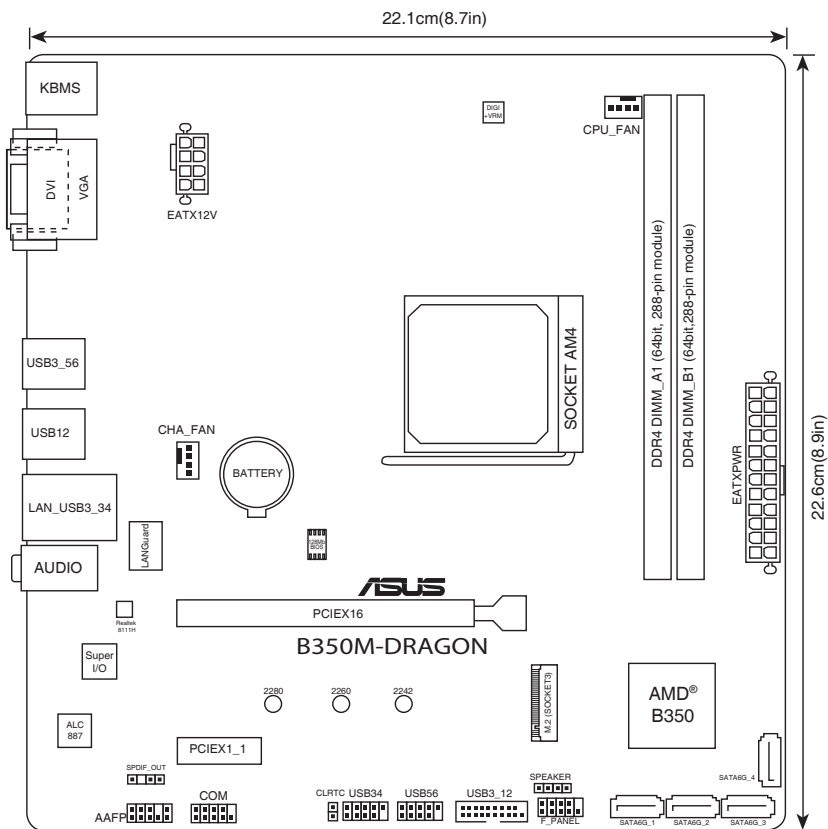 22.1cm(8.7in)
KBMS
DIGI
+VRM
CPU_FAN
DVI
VGA
EATX12V
DDR4 DIMM_A1 (64bit, 288-pin module)
DDR4 DIMM_B1 (64bit,288-pin module)
SOCKET AM4
USB3_56
22.6cm(8.9in)
EATXPWR
USB12
CHA_FAN
BATTERY
LAN_USB3_34
LANGuard
128Mb
BIOS
AUDIO
ASUS
PCIEX16
Realtek
8111H
B350M-DRAGON
Super
I/O
AMD®
B350
2280
2260
2242
M.2 (SOCKET3)
ALC
887
PCIEX1_1
SPDIF_OUT
SATA6G_4
SPEAKER
COM
CLRTC
USB34
USB56
USB3_12
AAFP
F_PANEL
SATA6G_1
SATA6G_2
SATA6G_3